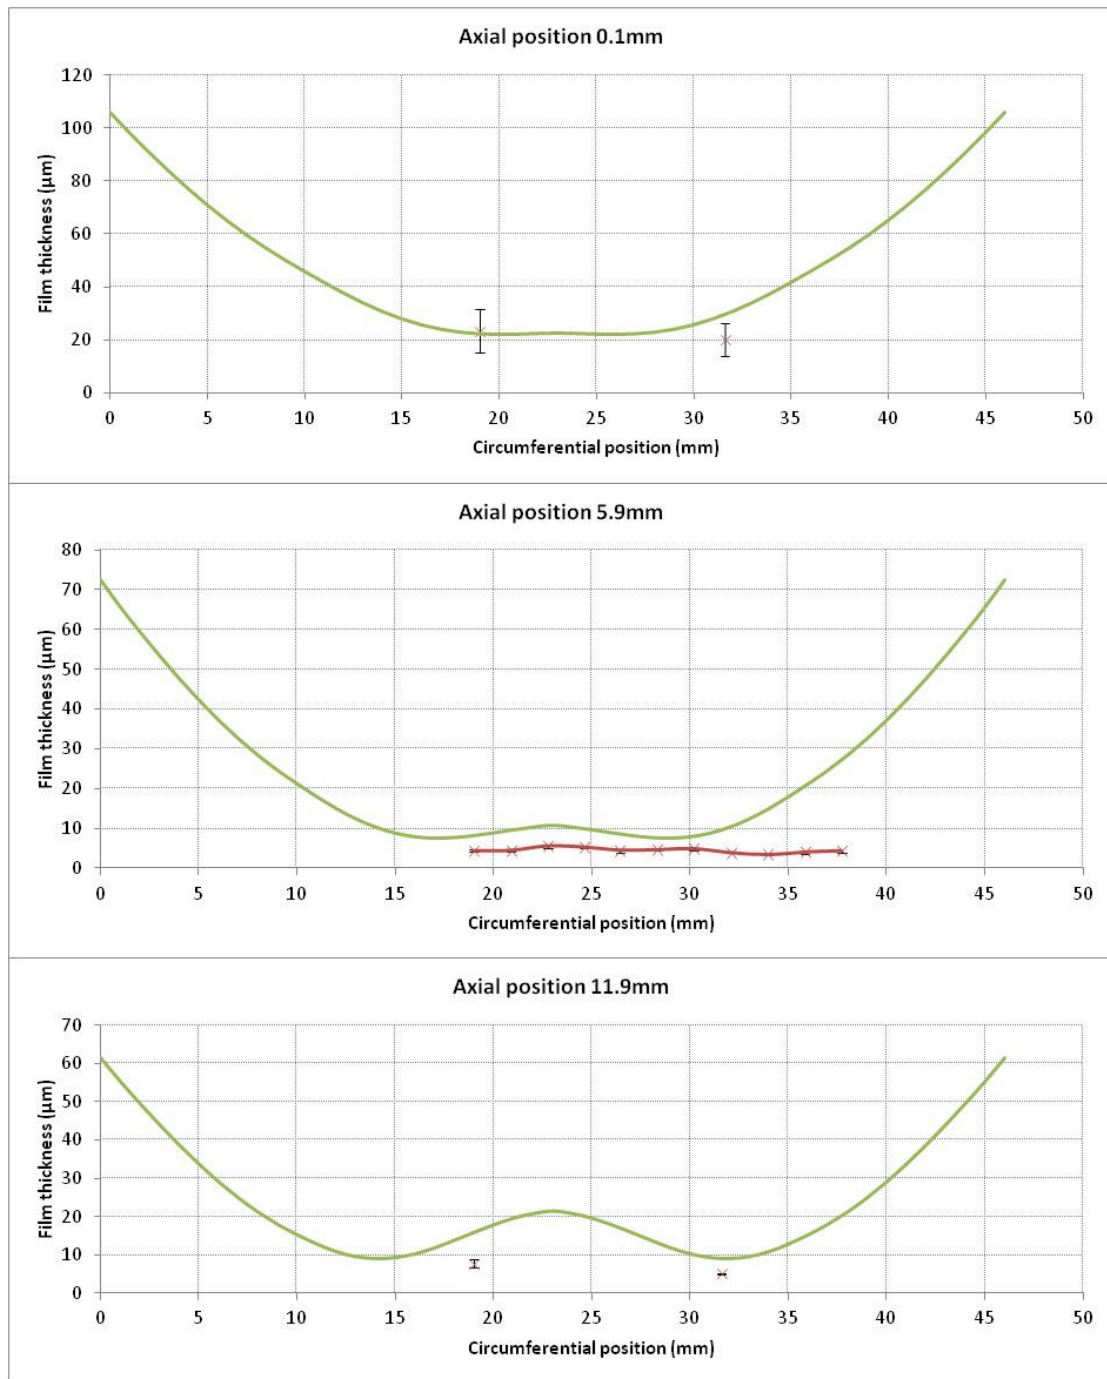 Axial position 0.1mm
Film thickness (µm)
120
100
80
60
40
20
0
0 5 10 15 20 25 30 35 40 45 50
Circumferential position (mm)
Axial position 5.9mm
Film thickness (µm)
80
70
60
50
40
30
20
10
0
0 5 10 15 20 25 30 35 40 45 50
Circumferential position (mm)
Axial position 11.9mm
Film thickness (µm)
70
60
50
40
30
20
10
0
0 5 10 15 20 25 30 35 40 45 50
Circumferential position (mm)